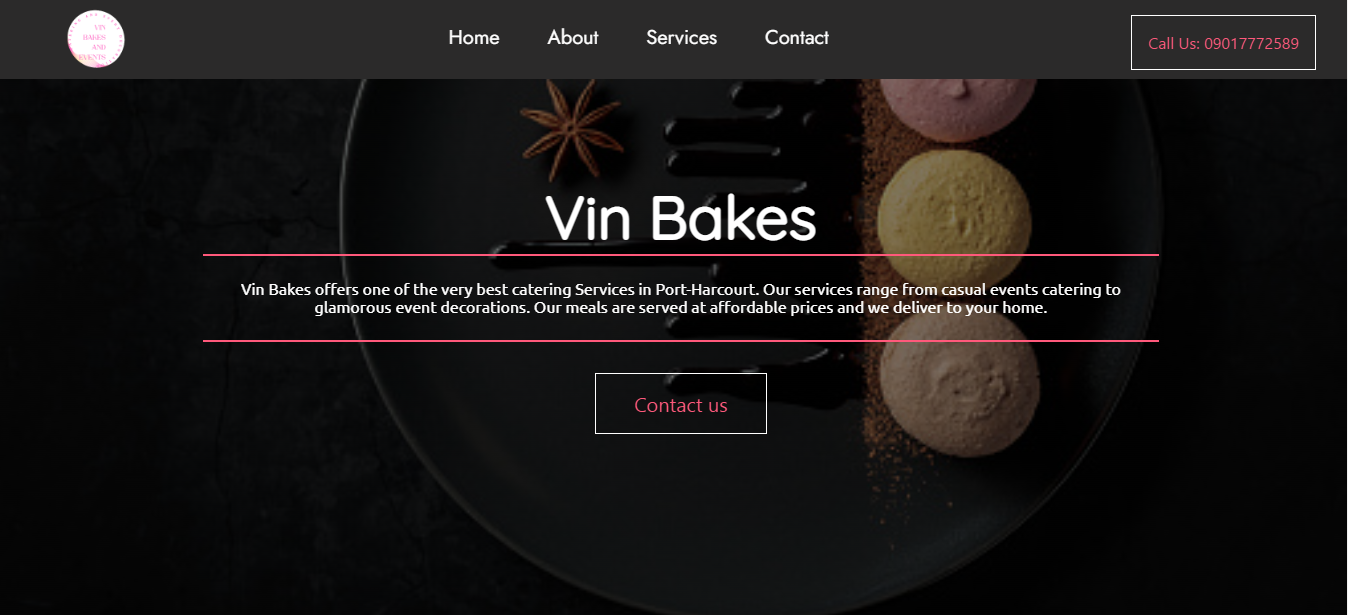 VIN
BAKES
AND
EVENTS
Home
About
Services
Contact
Call Us: 09017772589
Vin Bakes
Vin Bakes offers one of the very best catering Services in Port-Harcourt. Our services range from casual events catering to
glamorous event decorations. Our meals are served at affordable prices and we deliver to your home.
Contact us